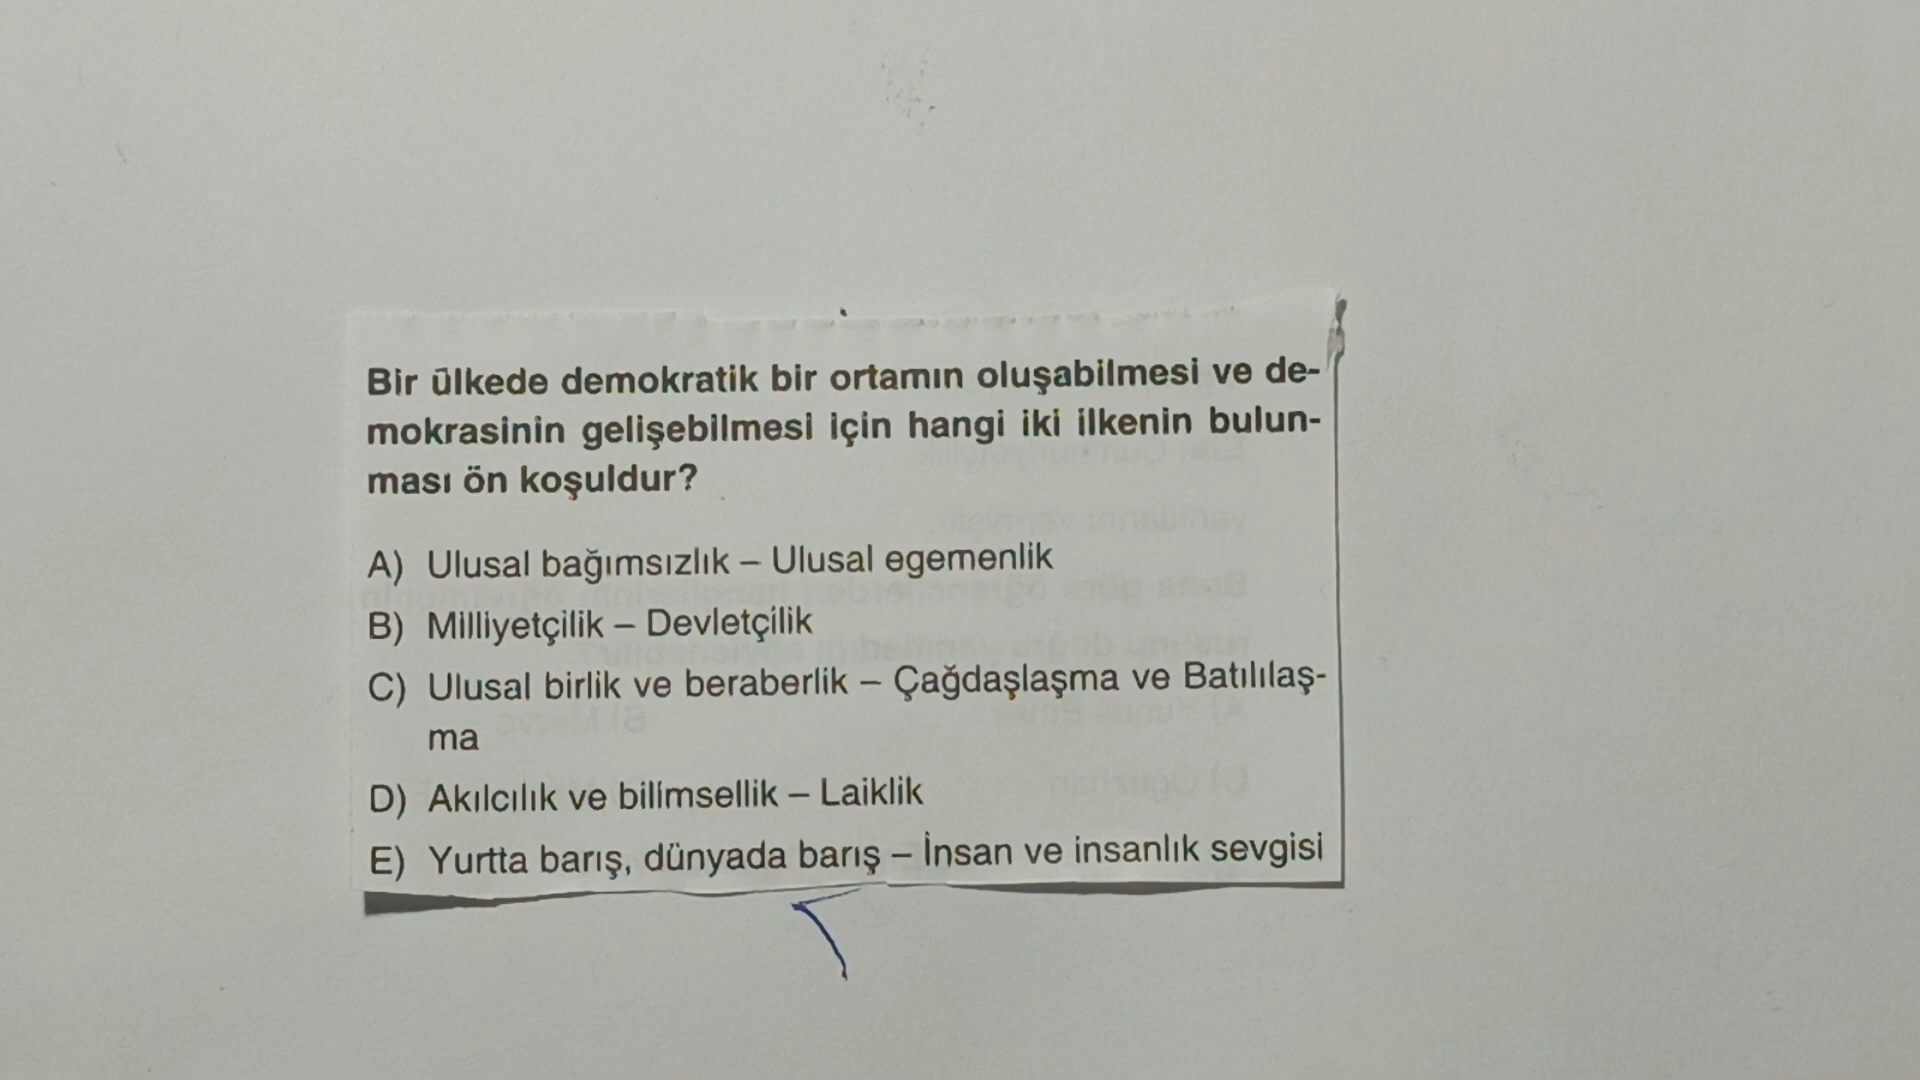 Bir ülkede demokratik bir ortamın oluşabilmesi ve de-
mokrasinin gelişebilmesi için hangi iki ilkenin bulun-
ması ön koşuldur?
A) Ulusal bağımsızlık – Ulusal egemenlik
B) Milliyetçilik – Devletçilik
C) Ulusal birlik ve beraberlik – Çağdaşlaşma ve Batılılaş-
ma
D) Akılcılık ve bilimsellik – Laiklik
E) Yurtta barış, dünyada barış – İnsan ve insanlık sevgisi